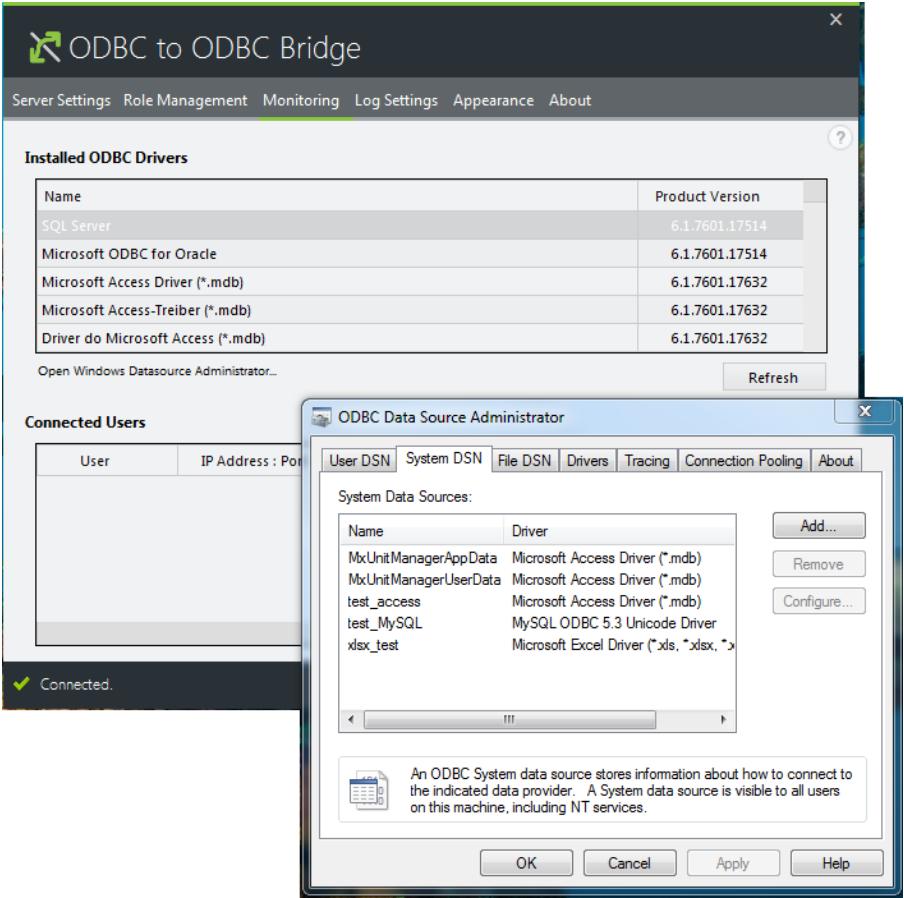 ODBC to ODBC Bridge
Server Settings Role Management Monitoring Log Settings Appearance About
?
Installed ODBC Drivers
Name Product Version
SQL Server 6.1.7601.17514
Microsoft ODBC for Oracle 6.1.7601.17514
Microsoft Access Driver (*.mdb) 6.1.7601.17632
Microsoft Access-Treiber (*.mdb) 6.1.7601.17632
Driver do Microsoft Access (*.mdb) 6.1.7601.17632
Open Windows Datasource Administrator...
Refresh
Connected Users
User IP Address : Por
Connected.
ODBC Data Source Administrator
User DSN System DSN File DSN Drivers Tracing Connection Pooling About
System Data Sources:
Name Driver
MxUnitManagerAppData Microsoft Access Driver (*.mdb)
MxUnitManagerUserData Microsoft Access Driver (*.mdb)
test_access Microsoft Access Driver (*.mdb)
test_MySQL MySQL ODBC 5.3 Unicode Driver
xlsx_test Microsoft Excel Driver (*.xls, *.xlsx, *.x
Add...
Remove
Configure...
An ODBC System data source stores information about how to connect to
the indicated data provider. A System data source is visible to all users
on this machine, including NT services.
OK Cancel Apply Help